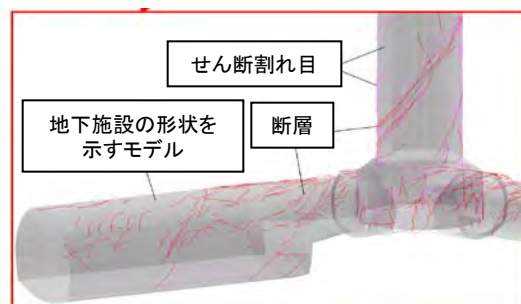 せん断割れ目
地下施設の形状を
示すモデル
断層